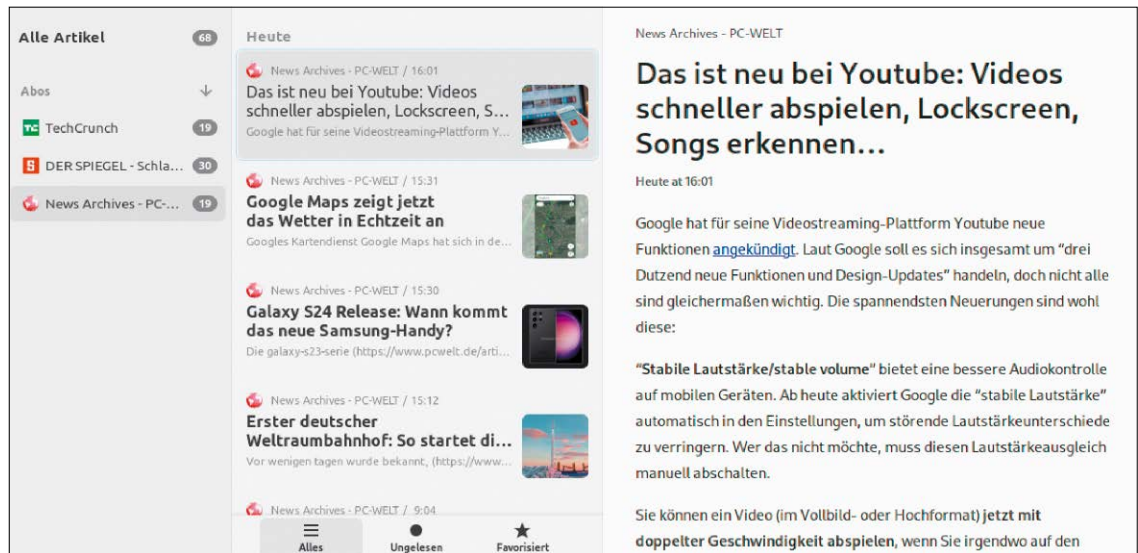 Alle Artikel 68
Abos
TechCrunch 19
DER SPIEGEL - Schla... 30
News Archives - PC-... 19
Heute
News Archives - PC-WELT / 16:01
Das ist neu bei Youtube: Videos
schneller abspielen, Lockscreen, S...
Google hat für seine Videostreaming-Plattform Y...
News Archives - PC-WELT / 15:31
Google Maps zeigt jetzt
das Wetter in Echtzeit an
Googles Kartendienst Google Maps hat sich in de...
News Archives - PC-WELT / 15:30
Galaxy S24 Release: Wann kommt
das neue Samsung-Handy?
Die galaxy-s23-serie (https://www.pcwelt.de/arti...
News Archives - PC-WELT / 15:12
Erster deutscher
Weltraumbahnhof: So startet di...
Vor wenigen tagen wurde bekannt, (https://www...
News Archives - PC-WELT / 9:04
Alles Ungelesen Favorisiert
News Archives - PC-WELT
Das ist neu bei Youtube: Videos
schneller abspielen, Lockscreen,
Songs erkennen...
Heute at 16:01
Google hat für seine Videostreaming-Plattform Youtube neue
Funktionen angekündigt. Laut Google soll es sich insgesamt um “drei
Dutzend neue Funktionen und Design-Updates” handeln, doch nicht alle
sind gleichermaßen wichtig. Die spannendsten Neuerungen sind wohl
diese:
“Stabile Lautstärke/stable volume” bietet eine bessere Audiokontrolle
auf mobilen Geräten. Ab heute aktiviert Google die “stabile Lautstärke”
automatisch in den Einstellungen, um störende Lautstärkeunterschiede
zu verringern. Wer das nicht möchte, muss diesen Lautstärkeausgleich
manuell abschalten.
Sie können ein Video (im Vollbild- oder Hochformat) jetzt mit
doppelter Geschwindigkeit abspielen, wenn Sie irgendwo auf den